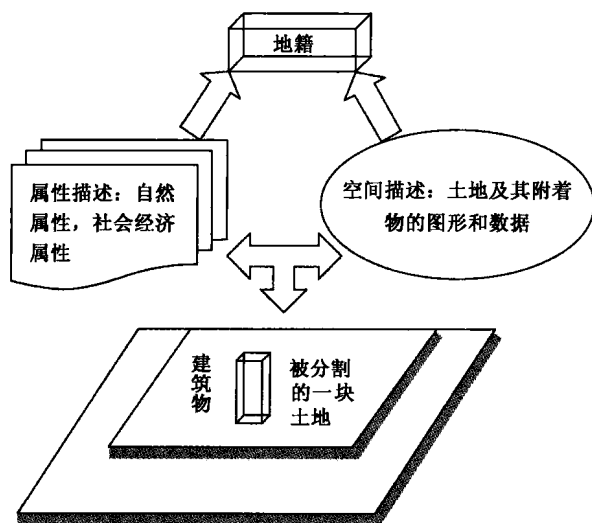 地籍
属性描述：自然
属性，社会经济
属性
空间描述：土地及其附着
物的图形和数据
建筑物
被分割
的一块
土地